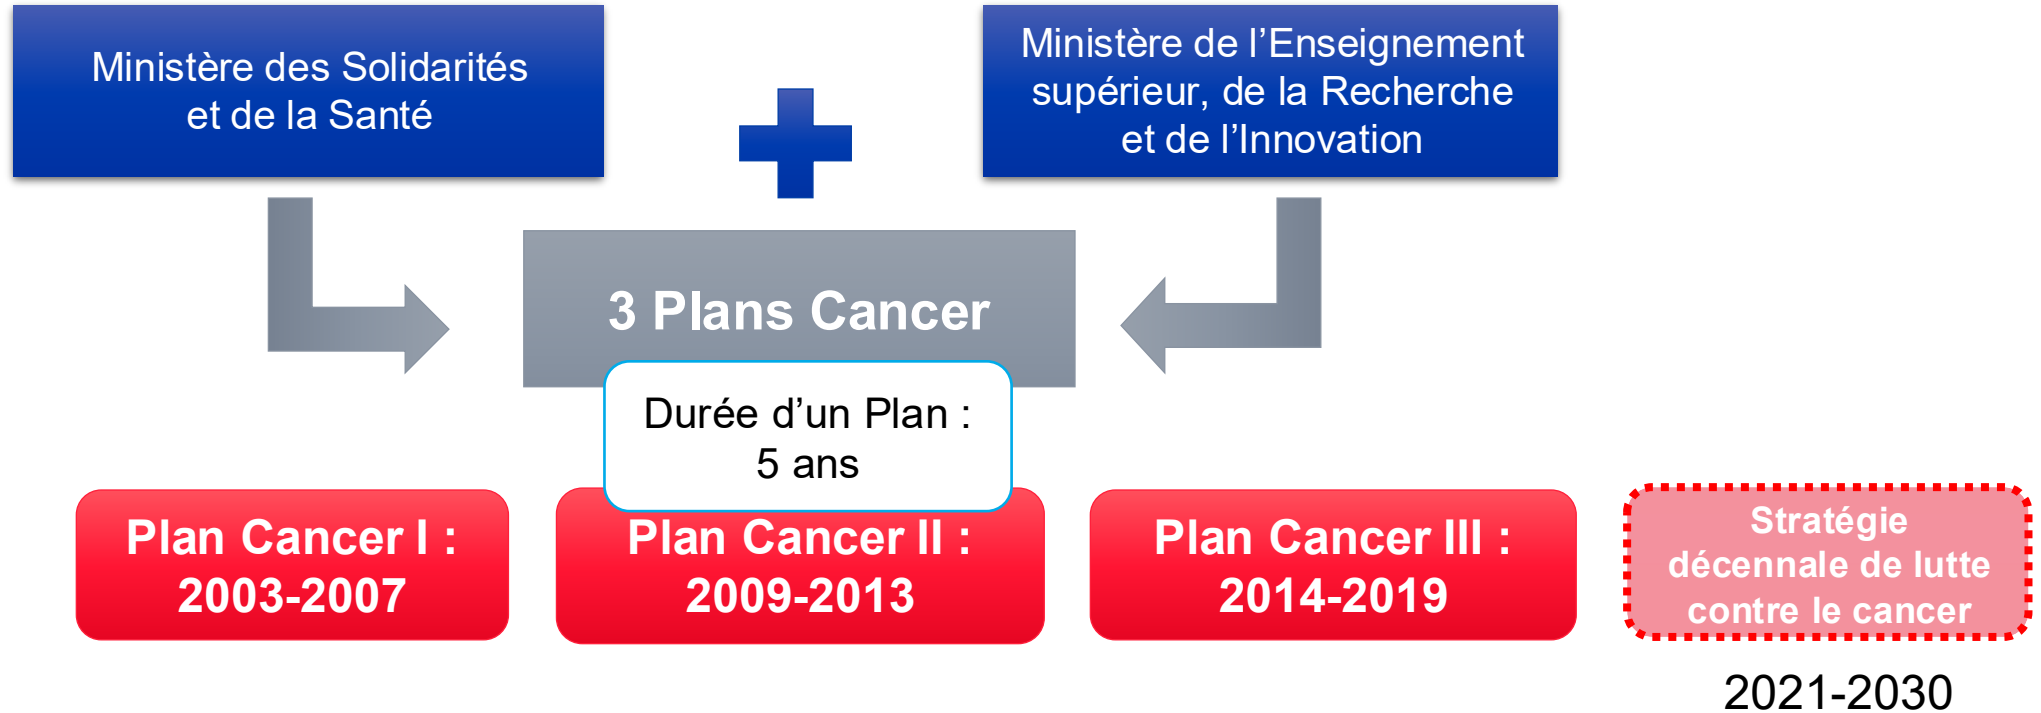 Ministère des Solidarités
et de la Santé
Ministère de l’Enseignement
supérieur, de la Recherche
et de l’Innovation
3 Plans Cancer
Durée d’un Plan :
5 ans
Plan Cancer I :
2003-2007
Plan Cancer II :
2009-2013
Plan Cancer III :
2014-2019
Stratégie
décennale de lutte
contre le cancer
2021-2030